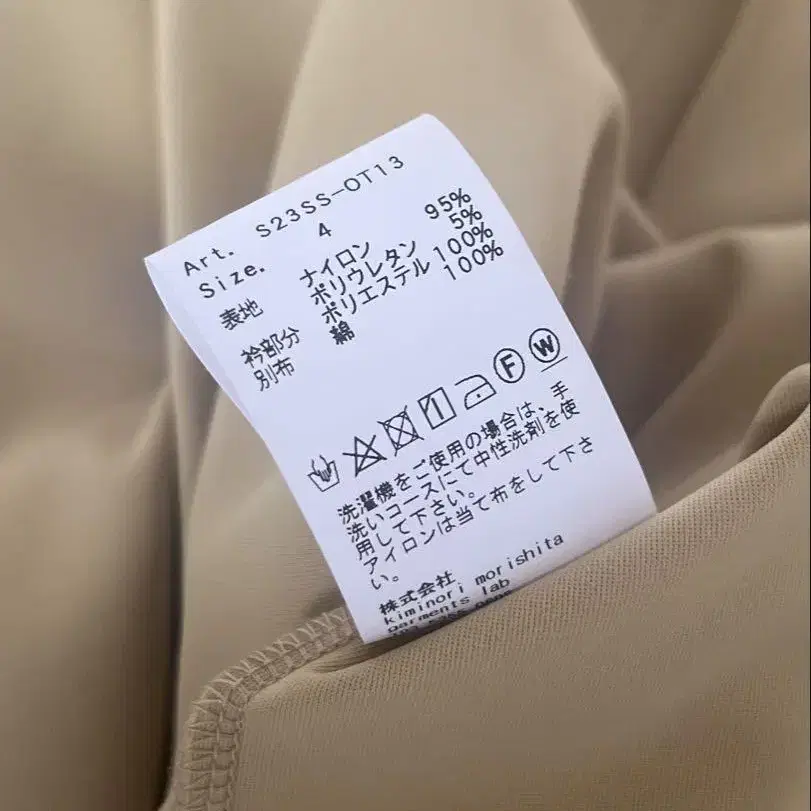 Art. S23SS-OT13
Size. 4
表地 ナイロン 95%
ポリウレタン 5%
衿部分 ポリエステル 100%
別布 綿 100%
F W
洗濯機をご使用の場合は、手
洗いコースにて中性洗剤を使
用して下さい。
アイロンは当て布をして下さ
い。
株式会社
kiminori morishita
garments lab